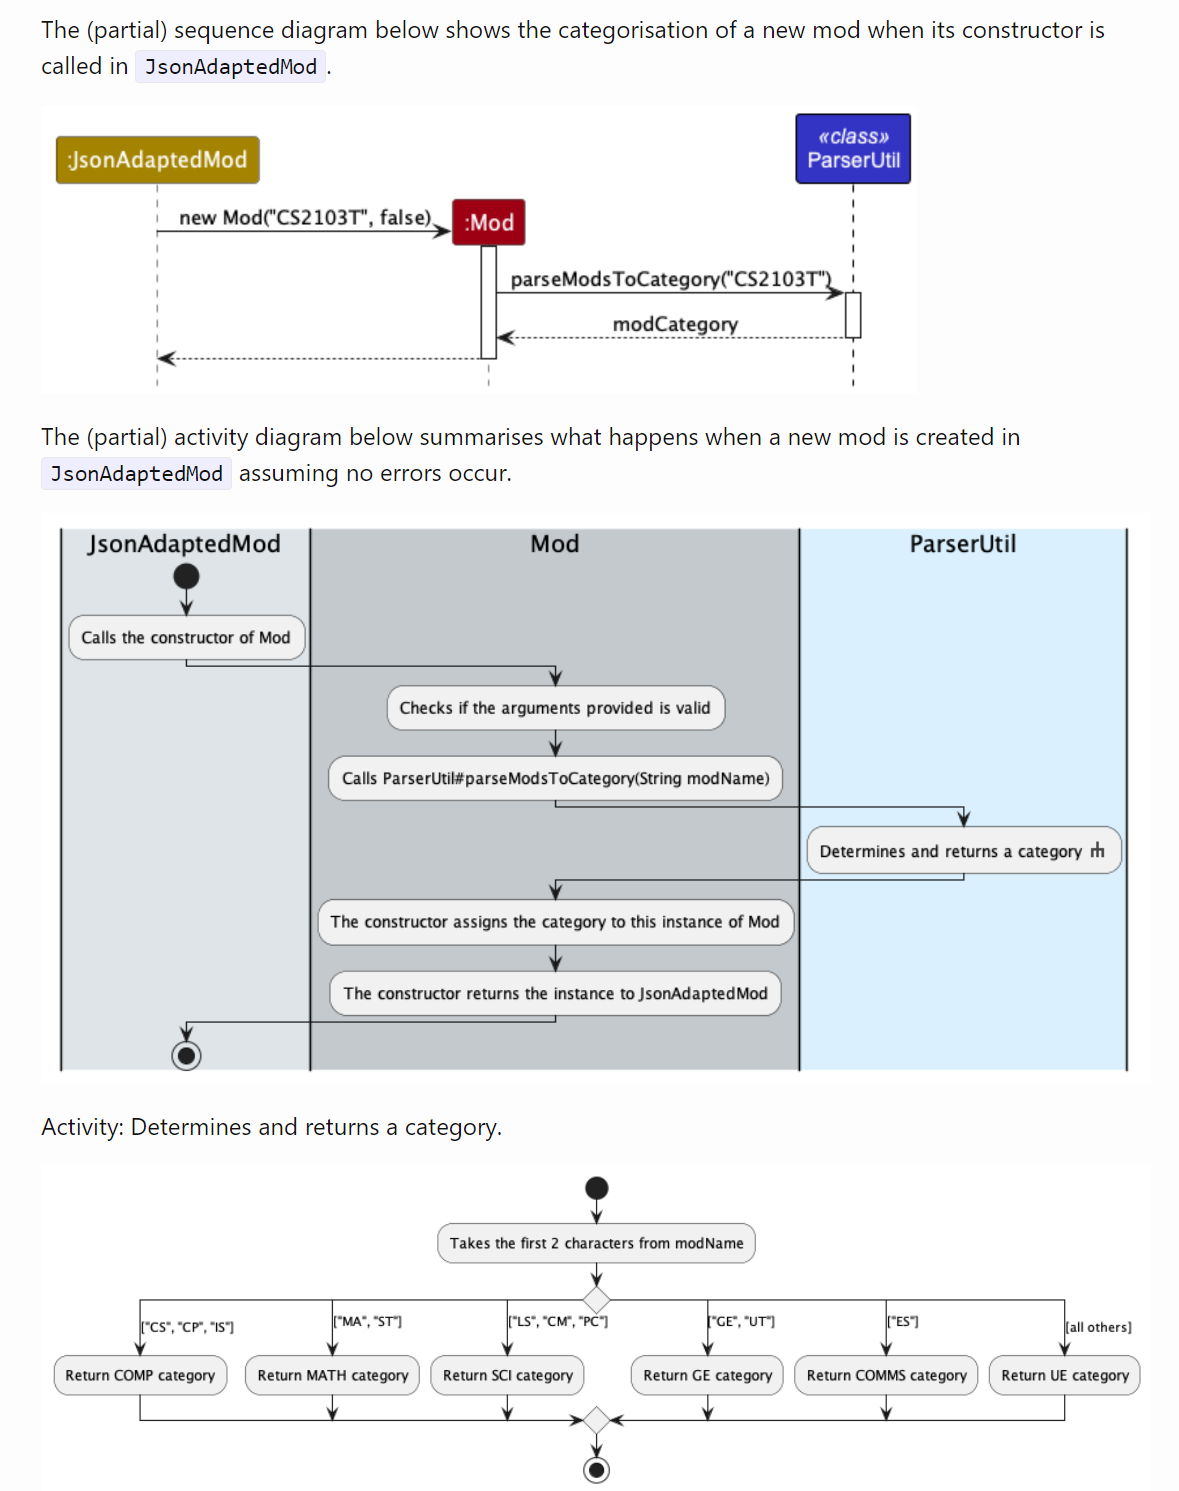 The (partial) sequence diagram below shows the categorisation of a new mod when its constructor is
called in JsonAdaptedMod.
«class»
:JsonAdaptedMod
ParserUtil
new Mod("CS2103T", false)
:Mod
parseModsToCategory("CS2103T")
modCategory
The (partial) activity diagram below summarises what happens when a new mod is created in
JsonAdaptedMod assuming no errors occur.
JsonAdaptedMod
Mod
ParserUtil
Calls the constructor of Mod
Checks if the arguments provided is valid
Calls ParserUtil#parseModsToCategory(String modName)
Determines and returns a category
The constructor assigns the category to this instance of Mod
The constructor returns the instance to JsonAdaptedMod
Activity: Determines and returns a category.
Takes the first 2 characters from modName
["CS", "CP", "IS"]
["MA", "ST"]
["LS", "CM", "PC"]
["GE", "UT"]
["ES"]
[all others]
Return COMP category
Return MATH category
Return SCI category
Return GE category
Return COMMS category
Return UE category